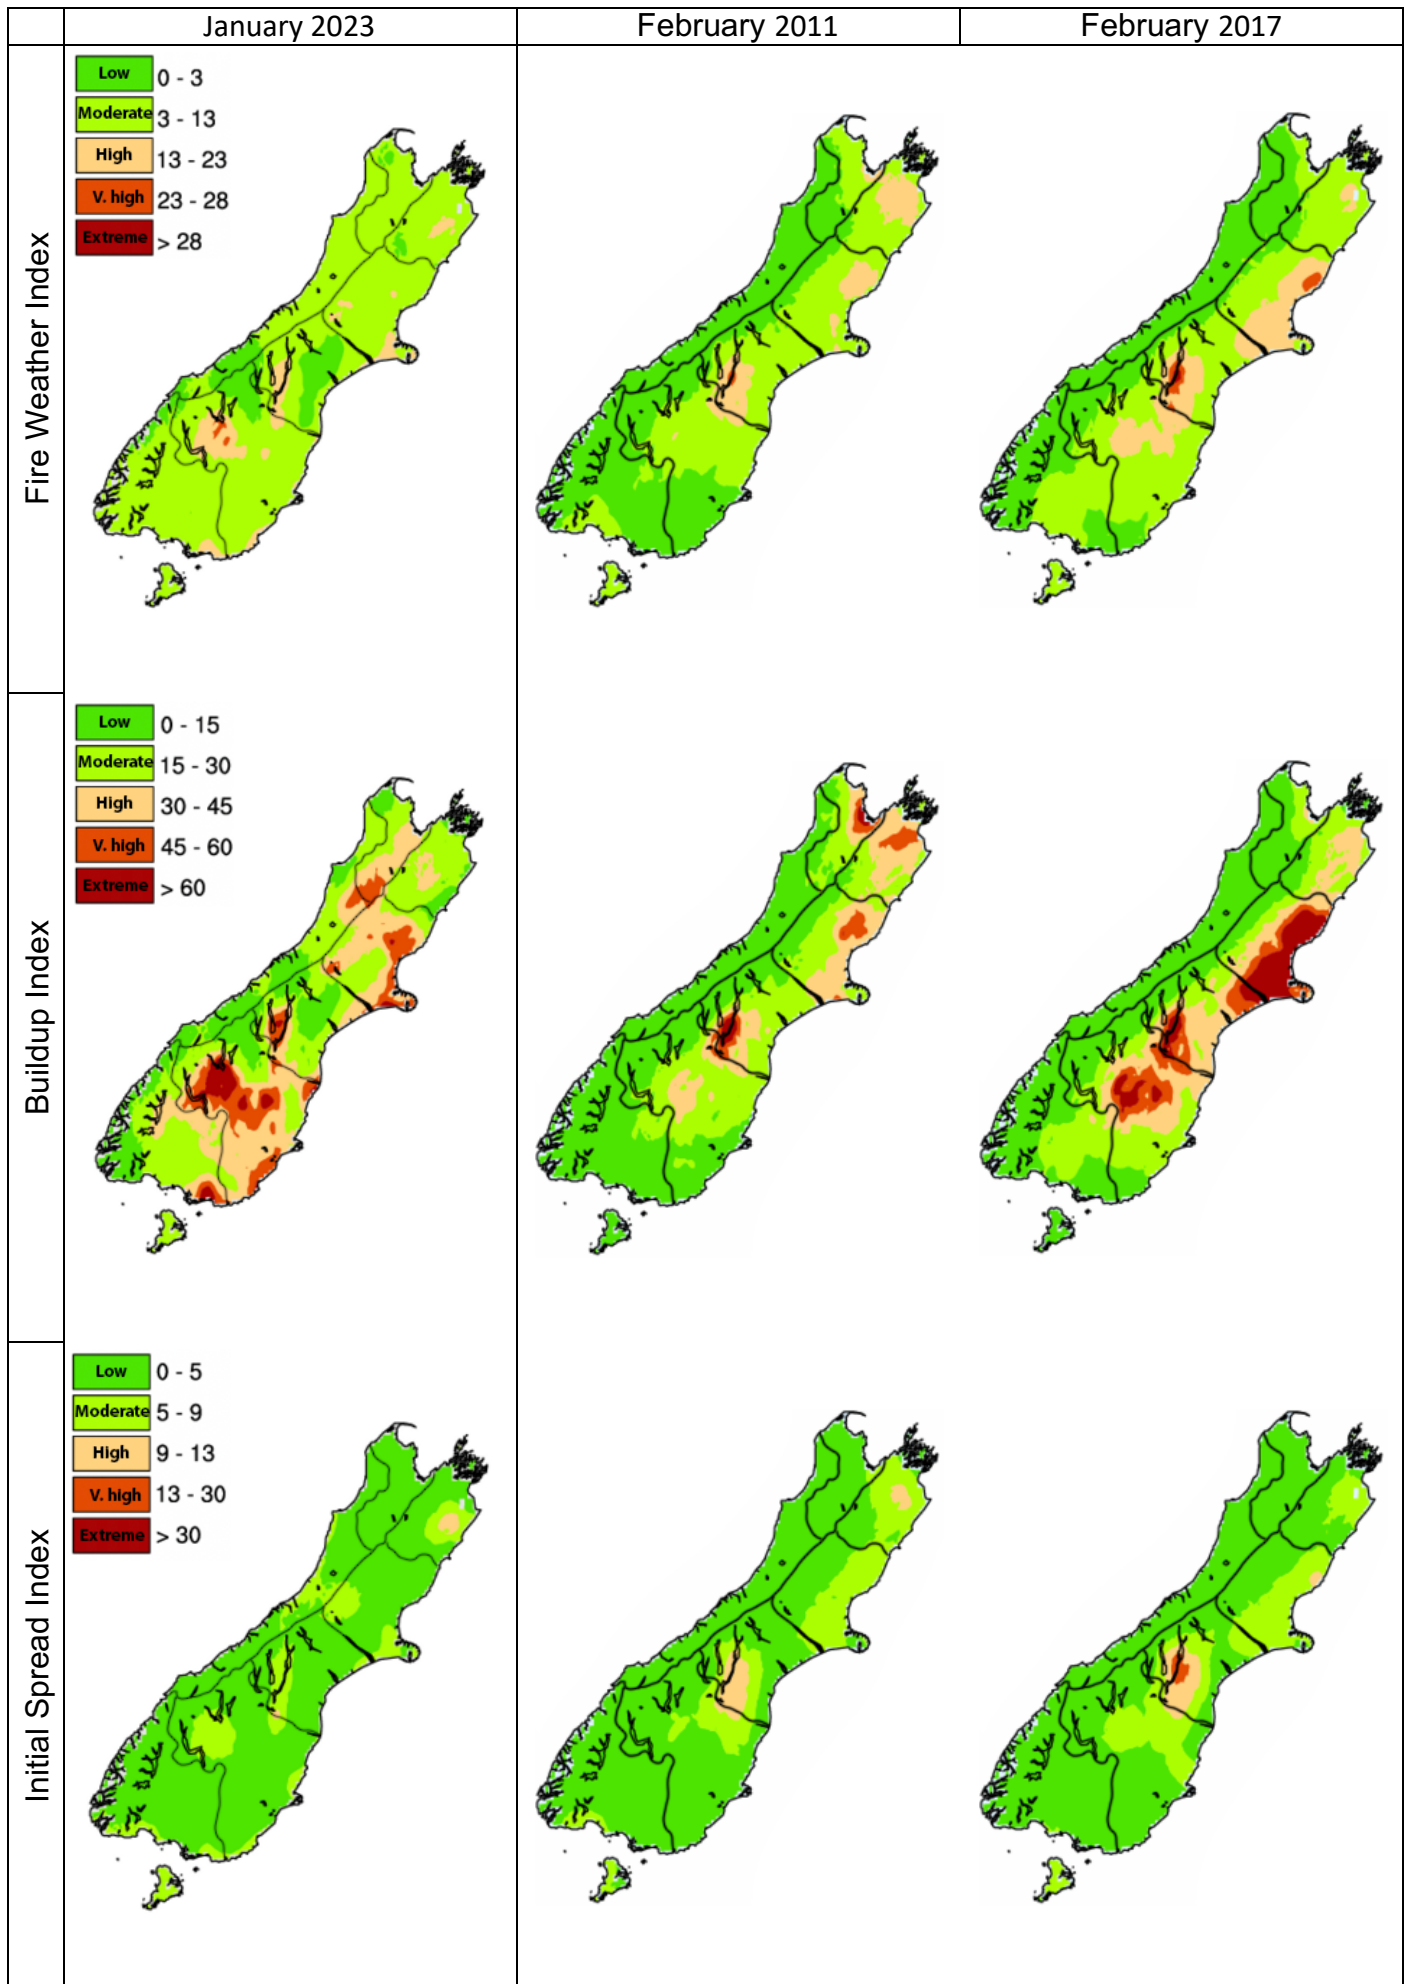 January 2023
February 2011
February 2017
Fire Weather Index
Low 0 - 3
Moderate 3 - 13
High 13 - 23
V. high 23 - 28
Extreme > 28
Buildup Index
Low 0 - 15
Moderate 15 - 30
High 30 - 45
V. high 45 - 60
Extreme > 60
Initial Spread Index
Low 0 - 5
Moderate 5 - 9
High 9 - 13
V. high 13 - 30
Extreme > 30